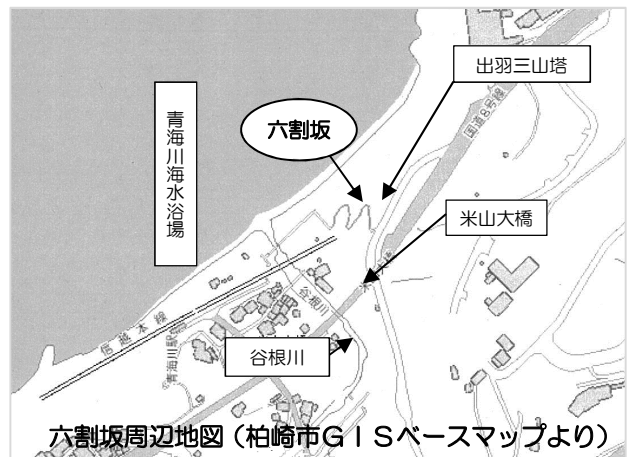 出羽三山塔
国道8号線
六割坂
青海川海水浴場
米山大橋
谷根川
信越本線
青海川駅
谷根川
六割坂周辺地図（柏崎市ＧＩＳベースマップより）